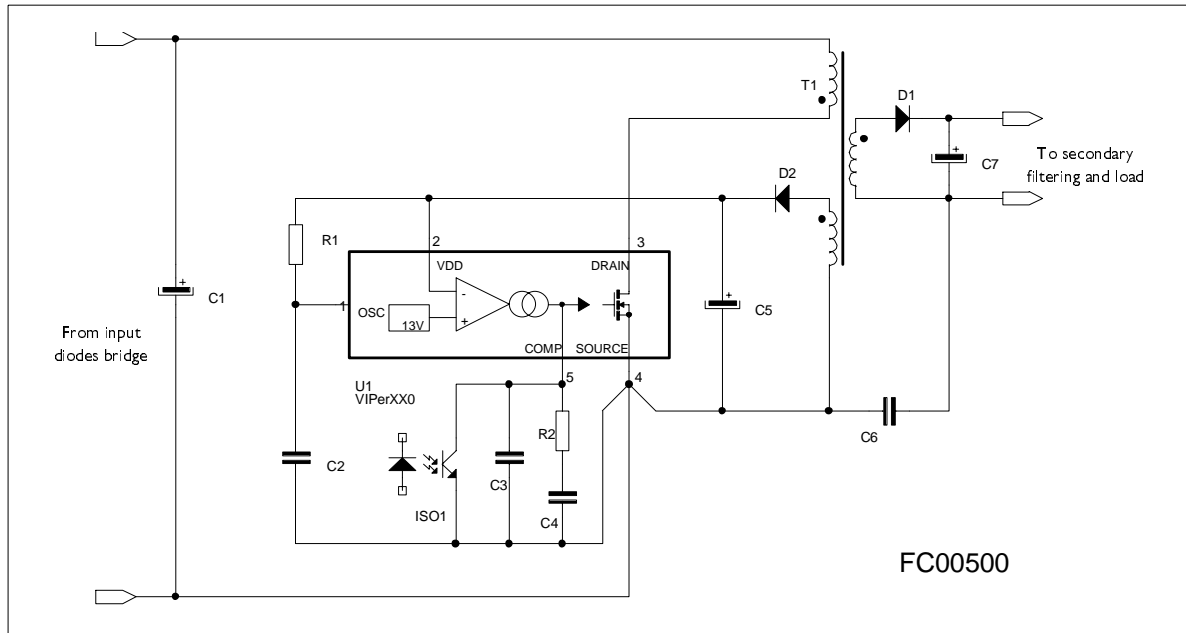 T1
D1
C7
To secondary
filtering and load
D2
R1
2
3
VDD
DRAIN
1
OSC
13V
-
+
COMP
SOURCE
C1
C5
From input
diodes bridge
U1
VIPerXX0
5
4
R2
C6
C2
C3
ISO1
C4
FC00500
+
+
+